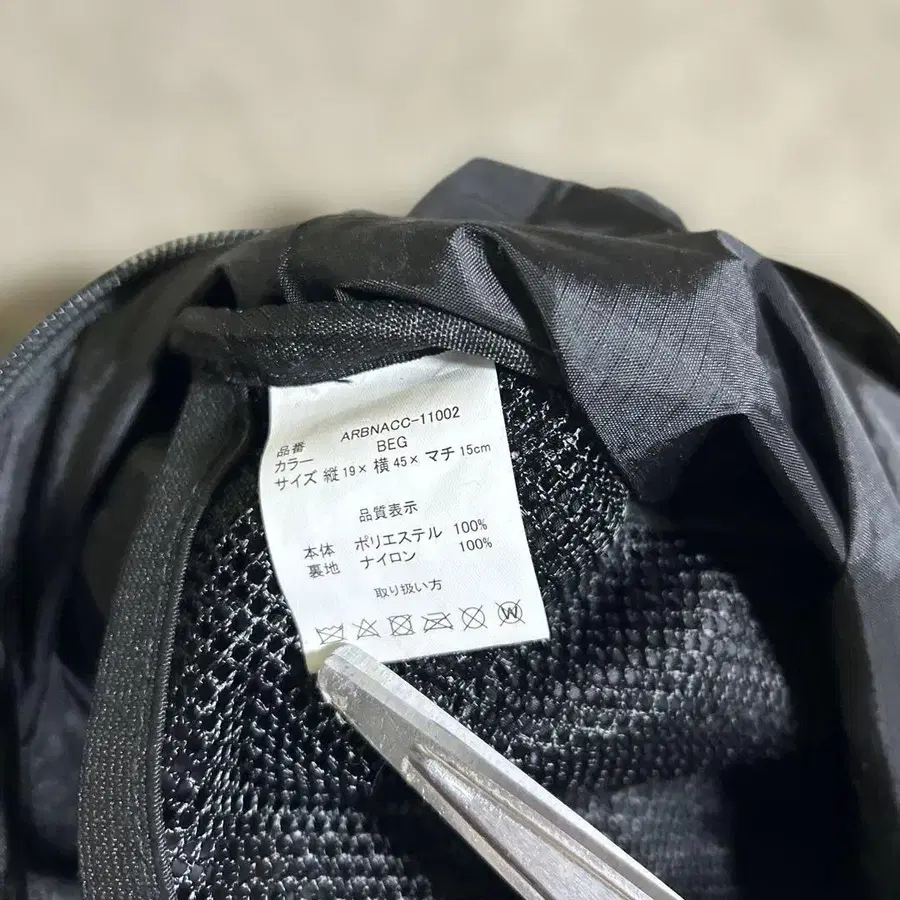 品番 ARBNACC-11002
カラー BEG
サイズ 縦19× 横45× マチ15cm
品質表示
本体 ポリエステル 100%
裏地 ナイロン 100%
取り扱い方
W